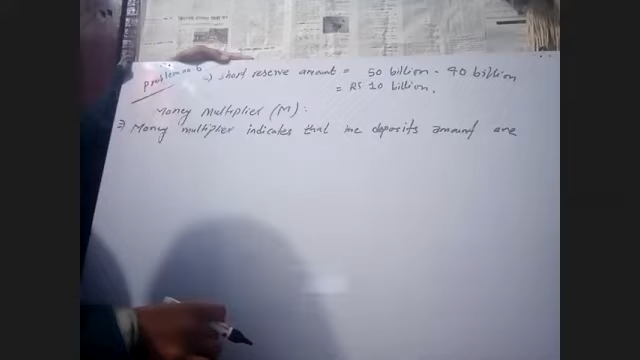 Problem no 6
a) short reserve amount = 50 billion - 40 billion
= RS 10 billion.
Money Multiplier (M):
⇒ Money multiplier indicates that the deposits amount are